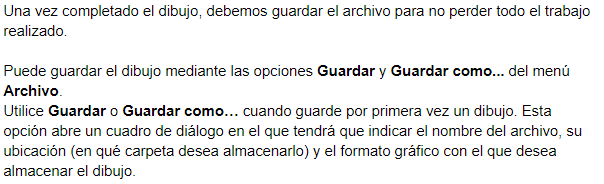 Una vez completado el dibujo, debemos guardar el archivo para no perder todo el trabajo
realizado.
Puede guardar el dibujo mediante las opciones Guardar y Guardar como... del menú
Archivo.
Utilice Guardar o Guardar como… cuando guarde por primera vez un dibujo. Esta
opción abre un cuadro de diálogo en el que tendrá que indicar el nombre del archivo, su
ubicación (en qué carpeta desea almacenarlo) y el formato gráfico con el que desea
almacenar el dibujo.